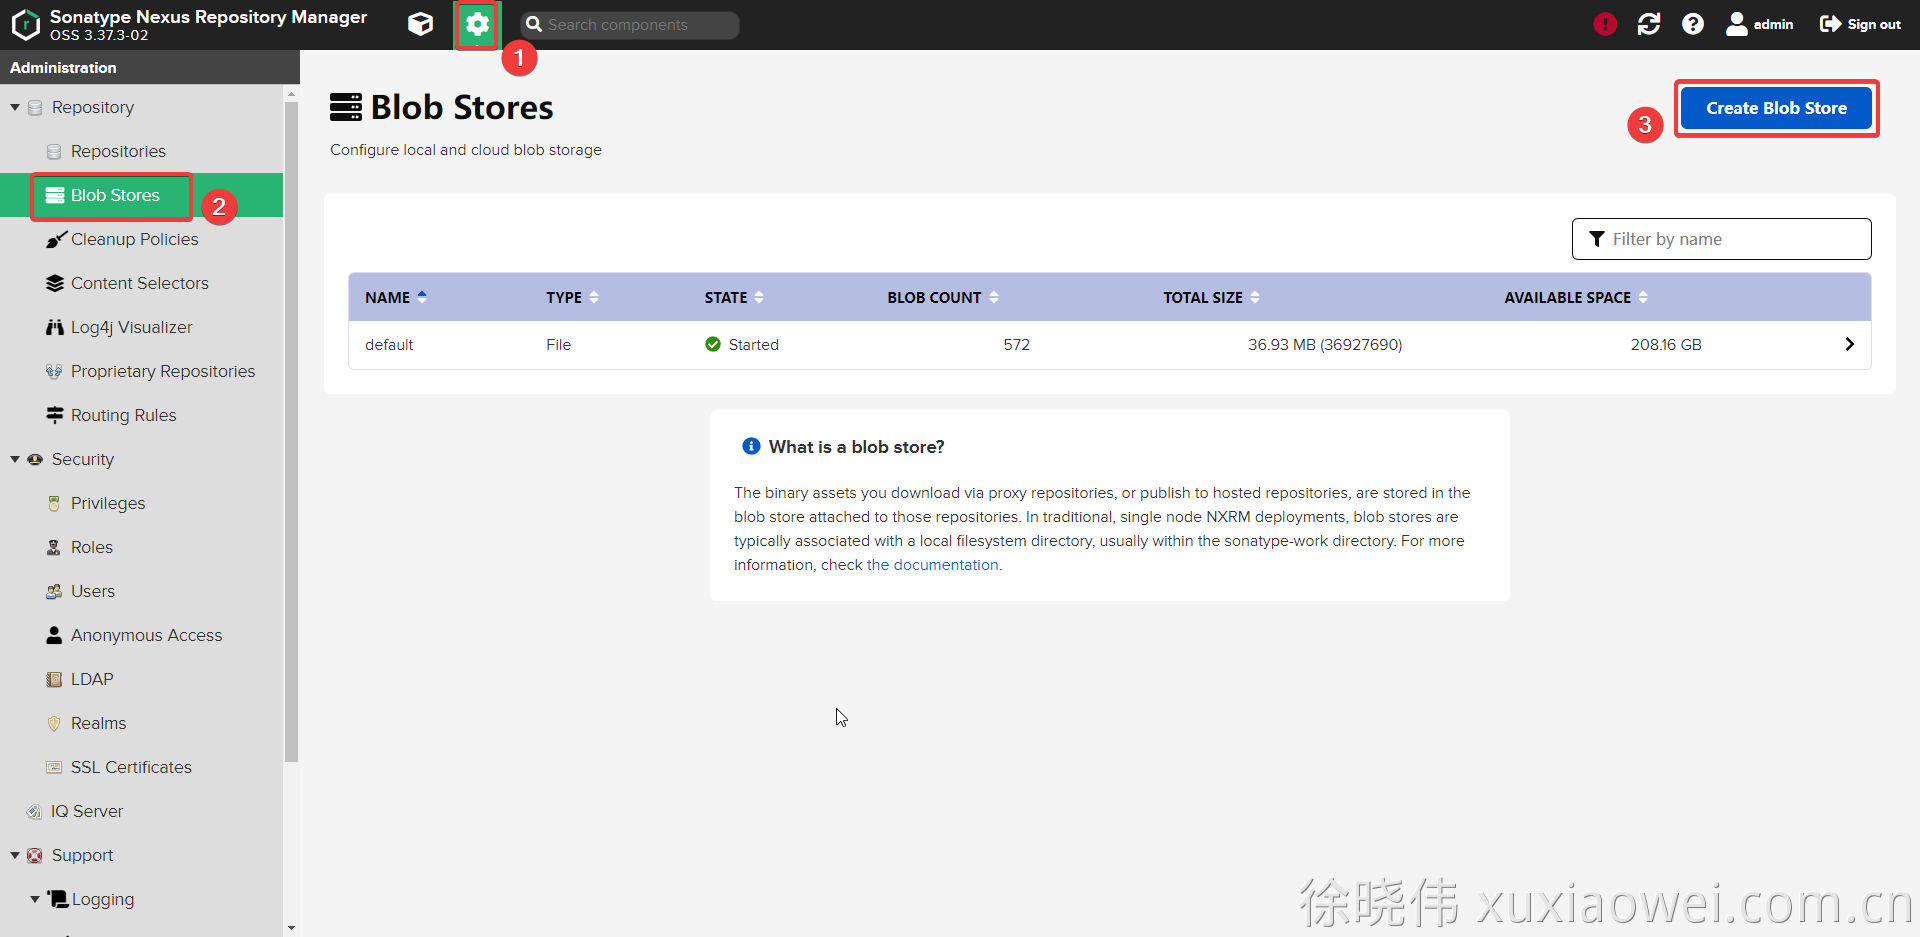 Sonatype Nexus Repository Manager
OSS 3.37.3-02
Search components
admin
Sign out
1
Administration
Repository
Repositories
Blob Stores
2
Cleanup Policies
Content Selectors
Log4j Visualizer
Proprietary Repositories
Routing Rules
Security
Privileges
Roles
Users
Anonymous Access
LDAP
Realms
SSL Certificates
IQ Server
Support
Logging
Blob Stores
Configure local and cloud blob storage
3
Create Blob Store
Filter by name
NAME TYPE STATE BLOB COUNT TOTAL SIZE AVAILABLE SPACE
default File Started 572 36.93 MB (36927690) 208.16 GB
What is a blob store?
The binary assets you download via proxy repositories, or publish to hosted repositories, are stored in the
blob store attached to those repositories. In traditional, single node NXRM deployments, blob stores are
typically associated with a local filesystem directory, usually within the sonatype-work directory. For more
information, check the documentation.
徐晓伟 xuxiaowei.com.cn